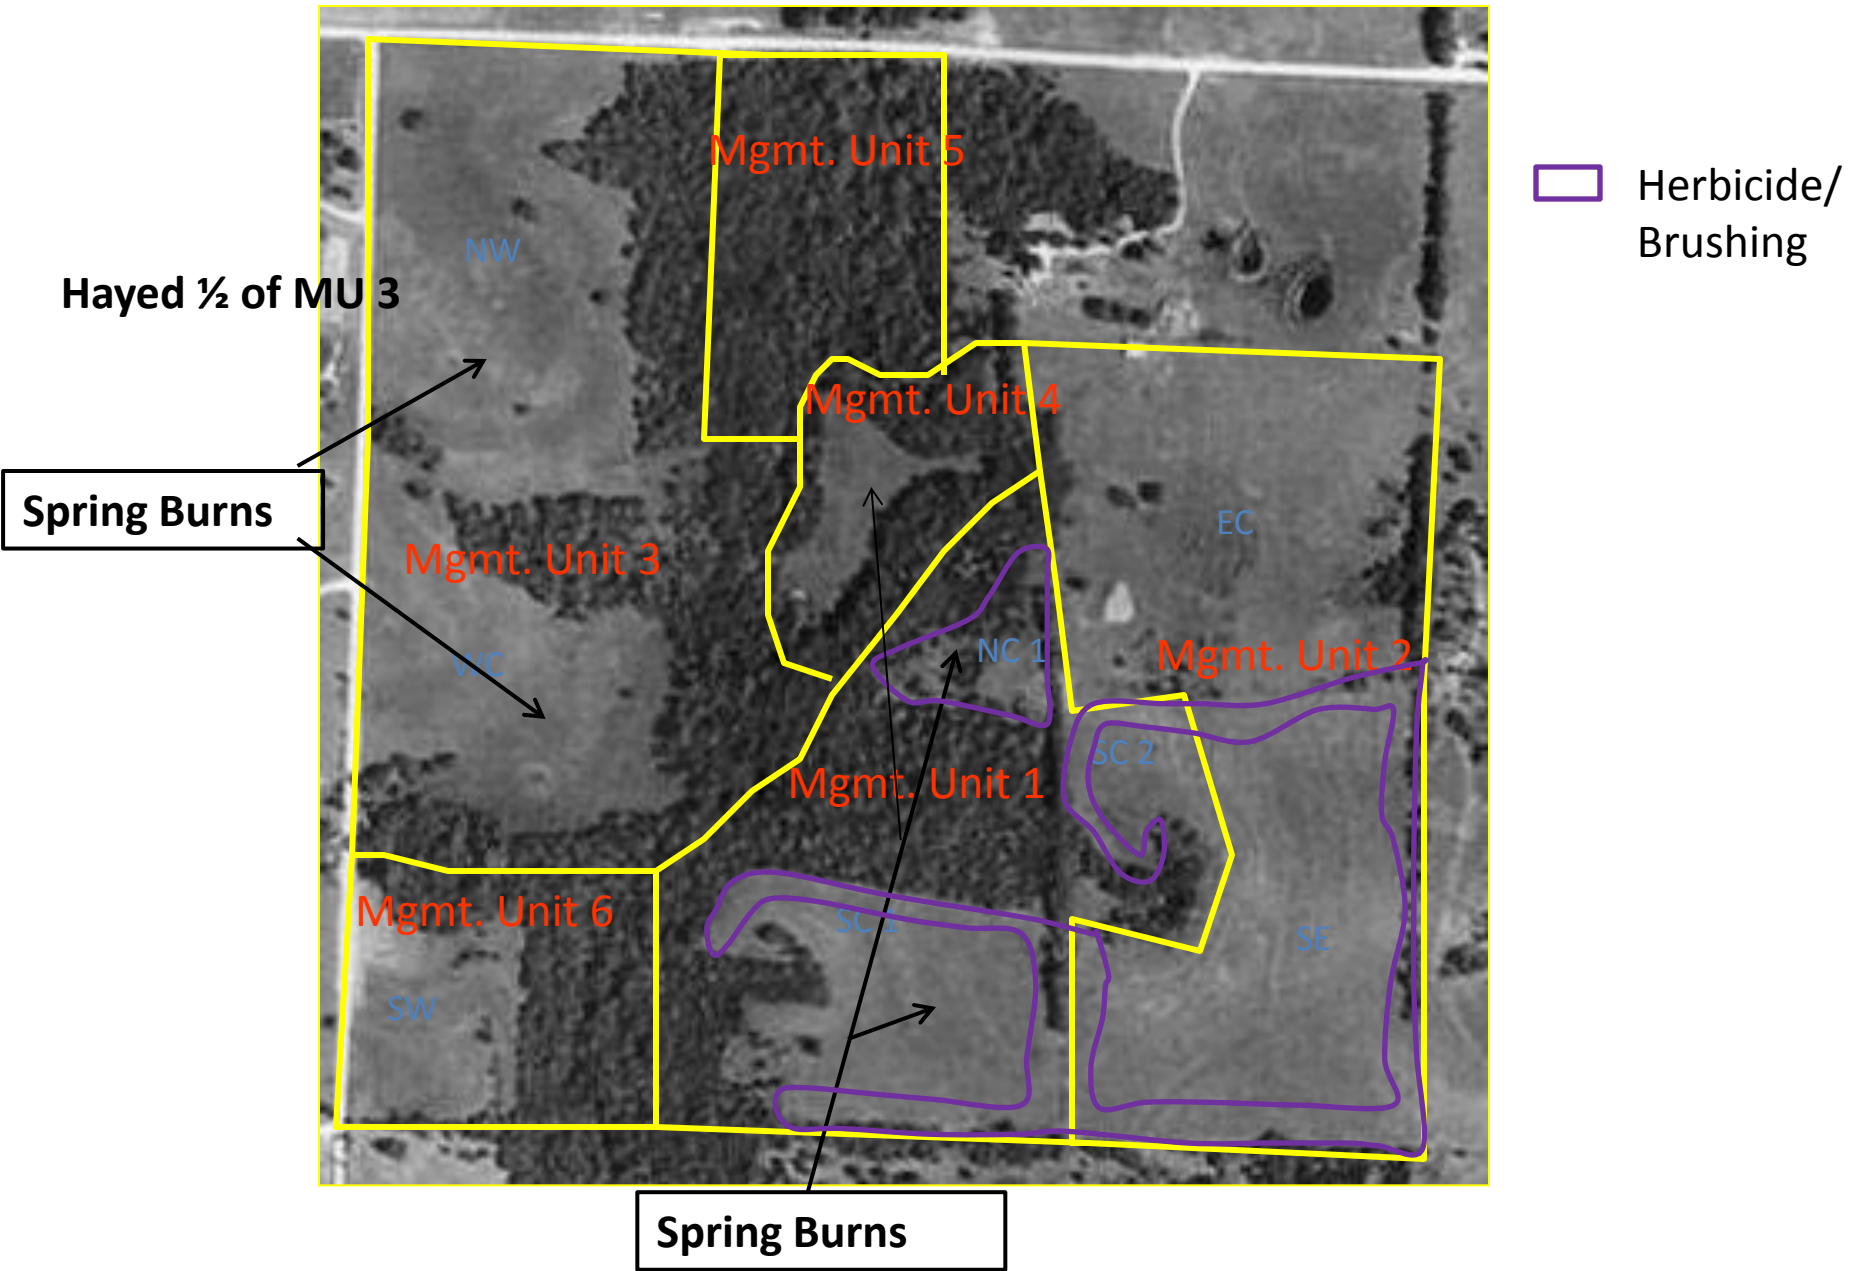 Mgmt. Unit 5
Herbicide/
Brushing
NW
Hayed ½ of MU 3
Mgmt. Unit 4
Spring Burns
EC
Mgmt. Unit 3
NC 1
Mgmt. Unit 2
WC
SC 2
Mgmt. Unit 1
Mgmt. Unit 6
SC 1
SE
SW
Spring Burns